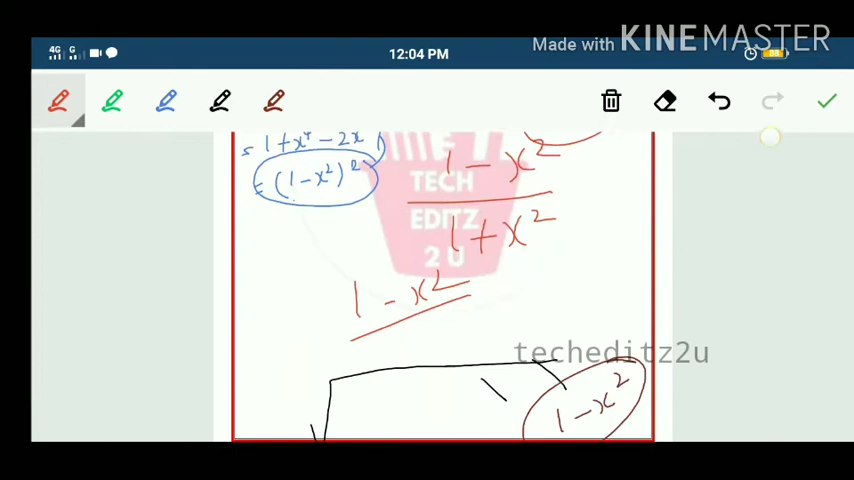 4G G 12:04 PM Made with KINEMASTER 88
= 1+x⁴-2x
= (1-x²)²
1-x²
1+x²
TECH
EDITZ
2 U
1-x²
techeditz2u
1-x²